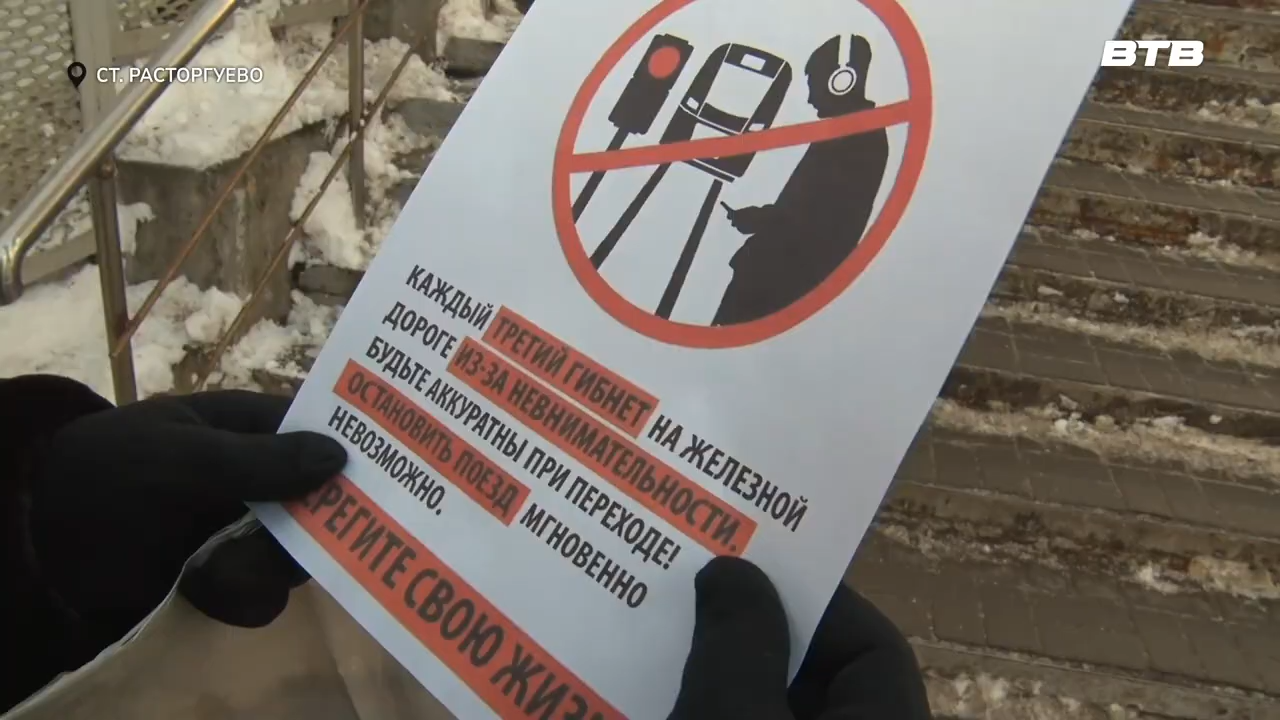 СТ. РАСТОРГУЕВО
ВТВ
КАЖДЫЙ ТРЕТИЙ ГИБНЕТ НА ЖЕЛЕЗНОЙ
ДОРОГЕ ИЗ-ЗА НЕВНИМАТЕЛЬНОСТИ.
БУДЬТЕ АККУРАТНЫ ПРИ ПЕРЕХОДЕ!
ОСТАНОВИТЬ ПОЕЗД МГНОВЕННО
НЕВОЗМОЖНО.
СВОЮ